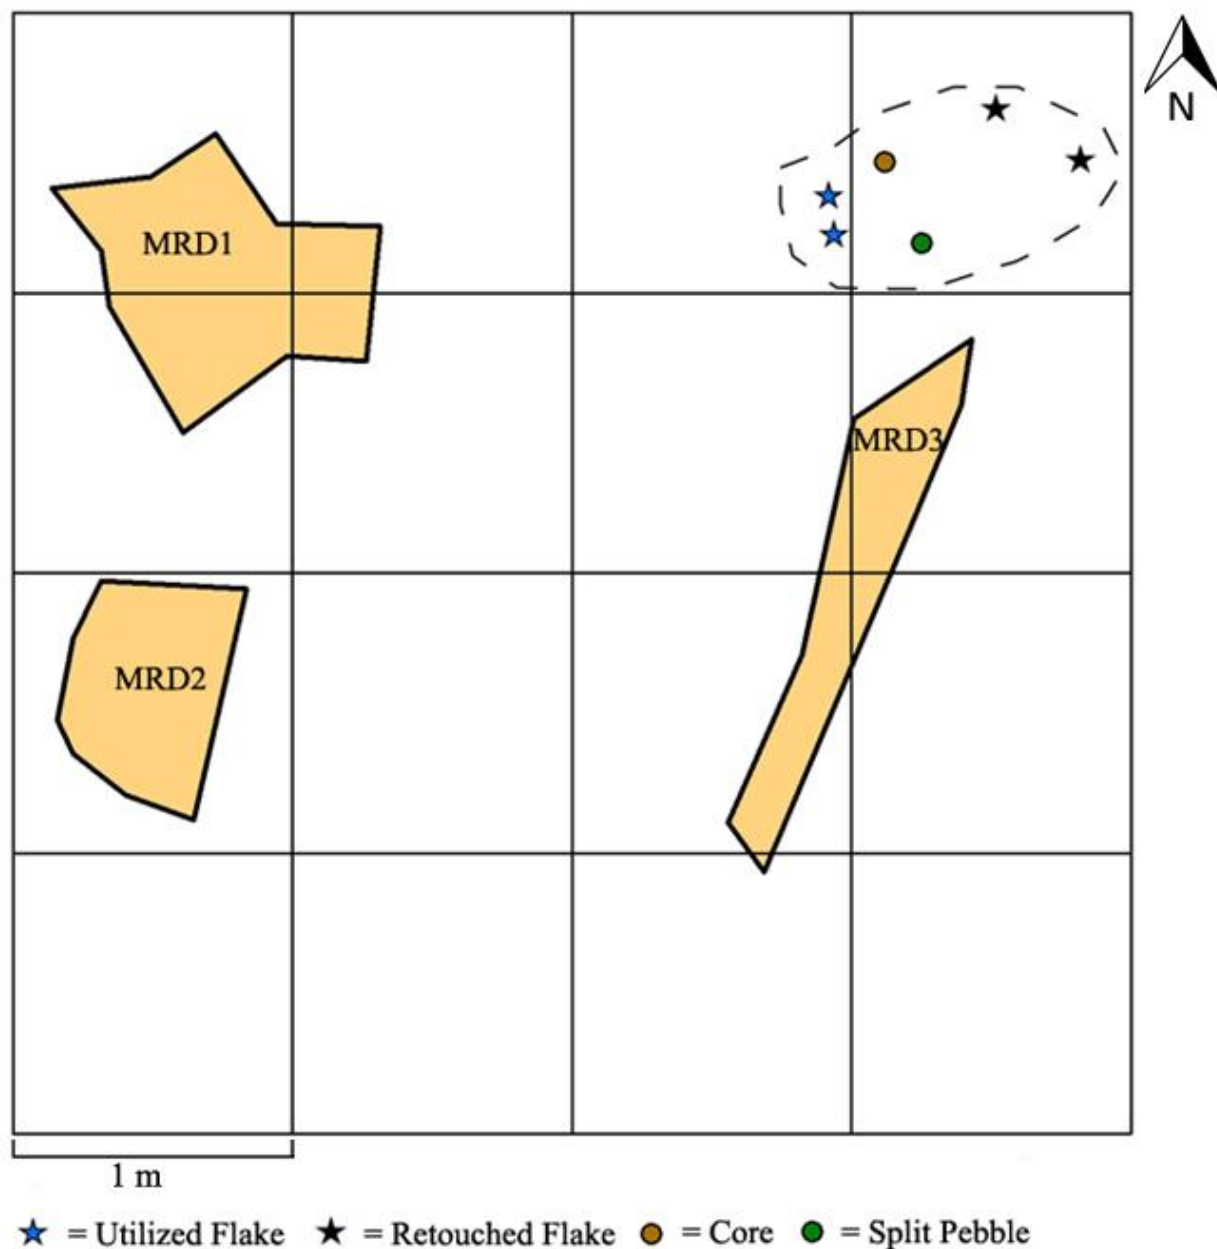 N
MRD1
MRD3
MRD2
1 m
= Utilized Flake = Retouched Flake = Core = Split Pebble